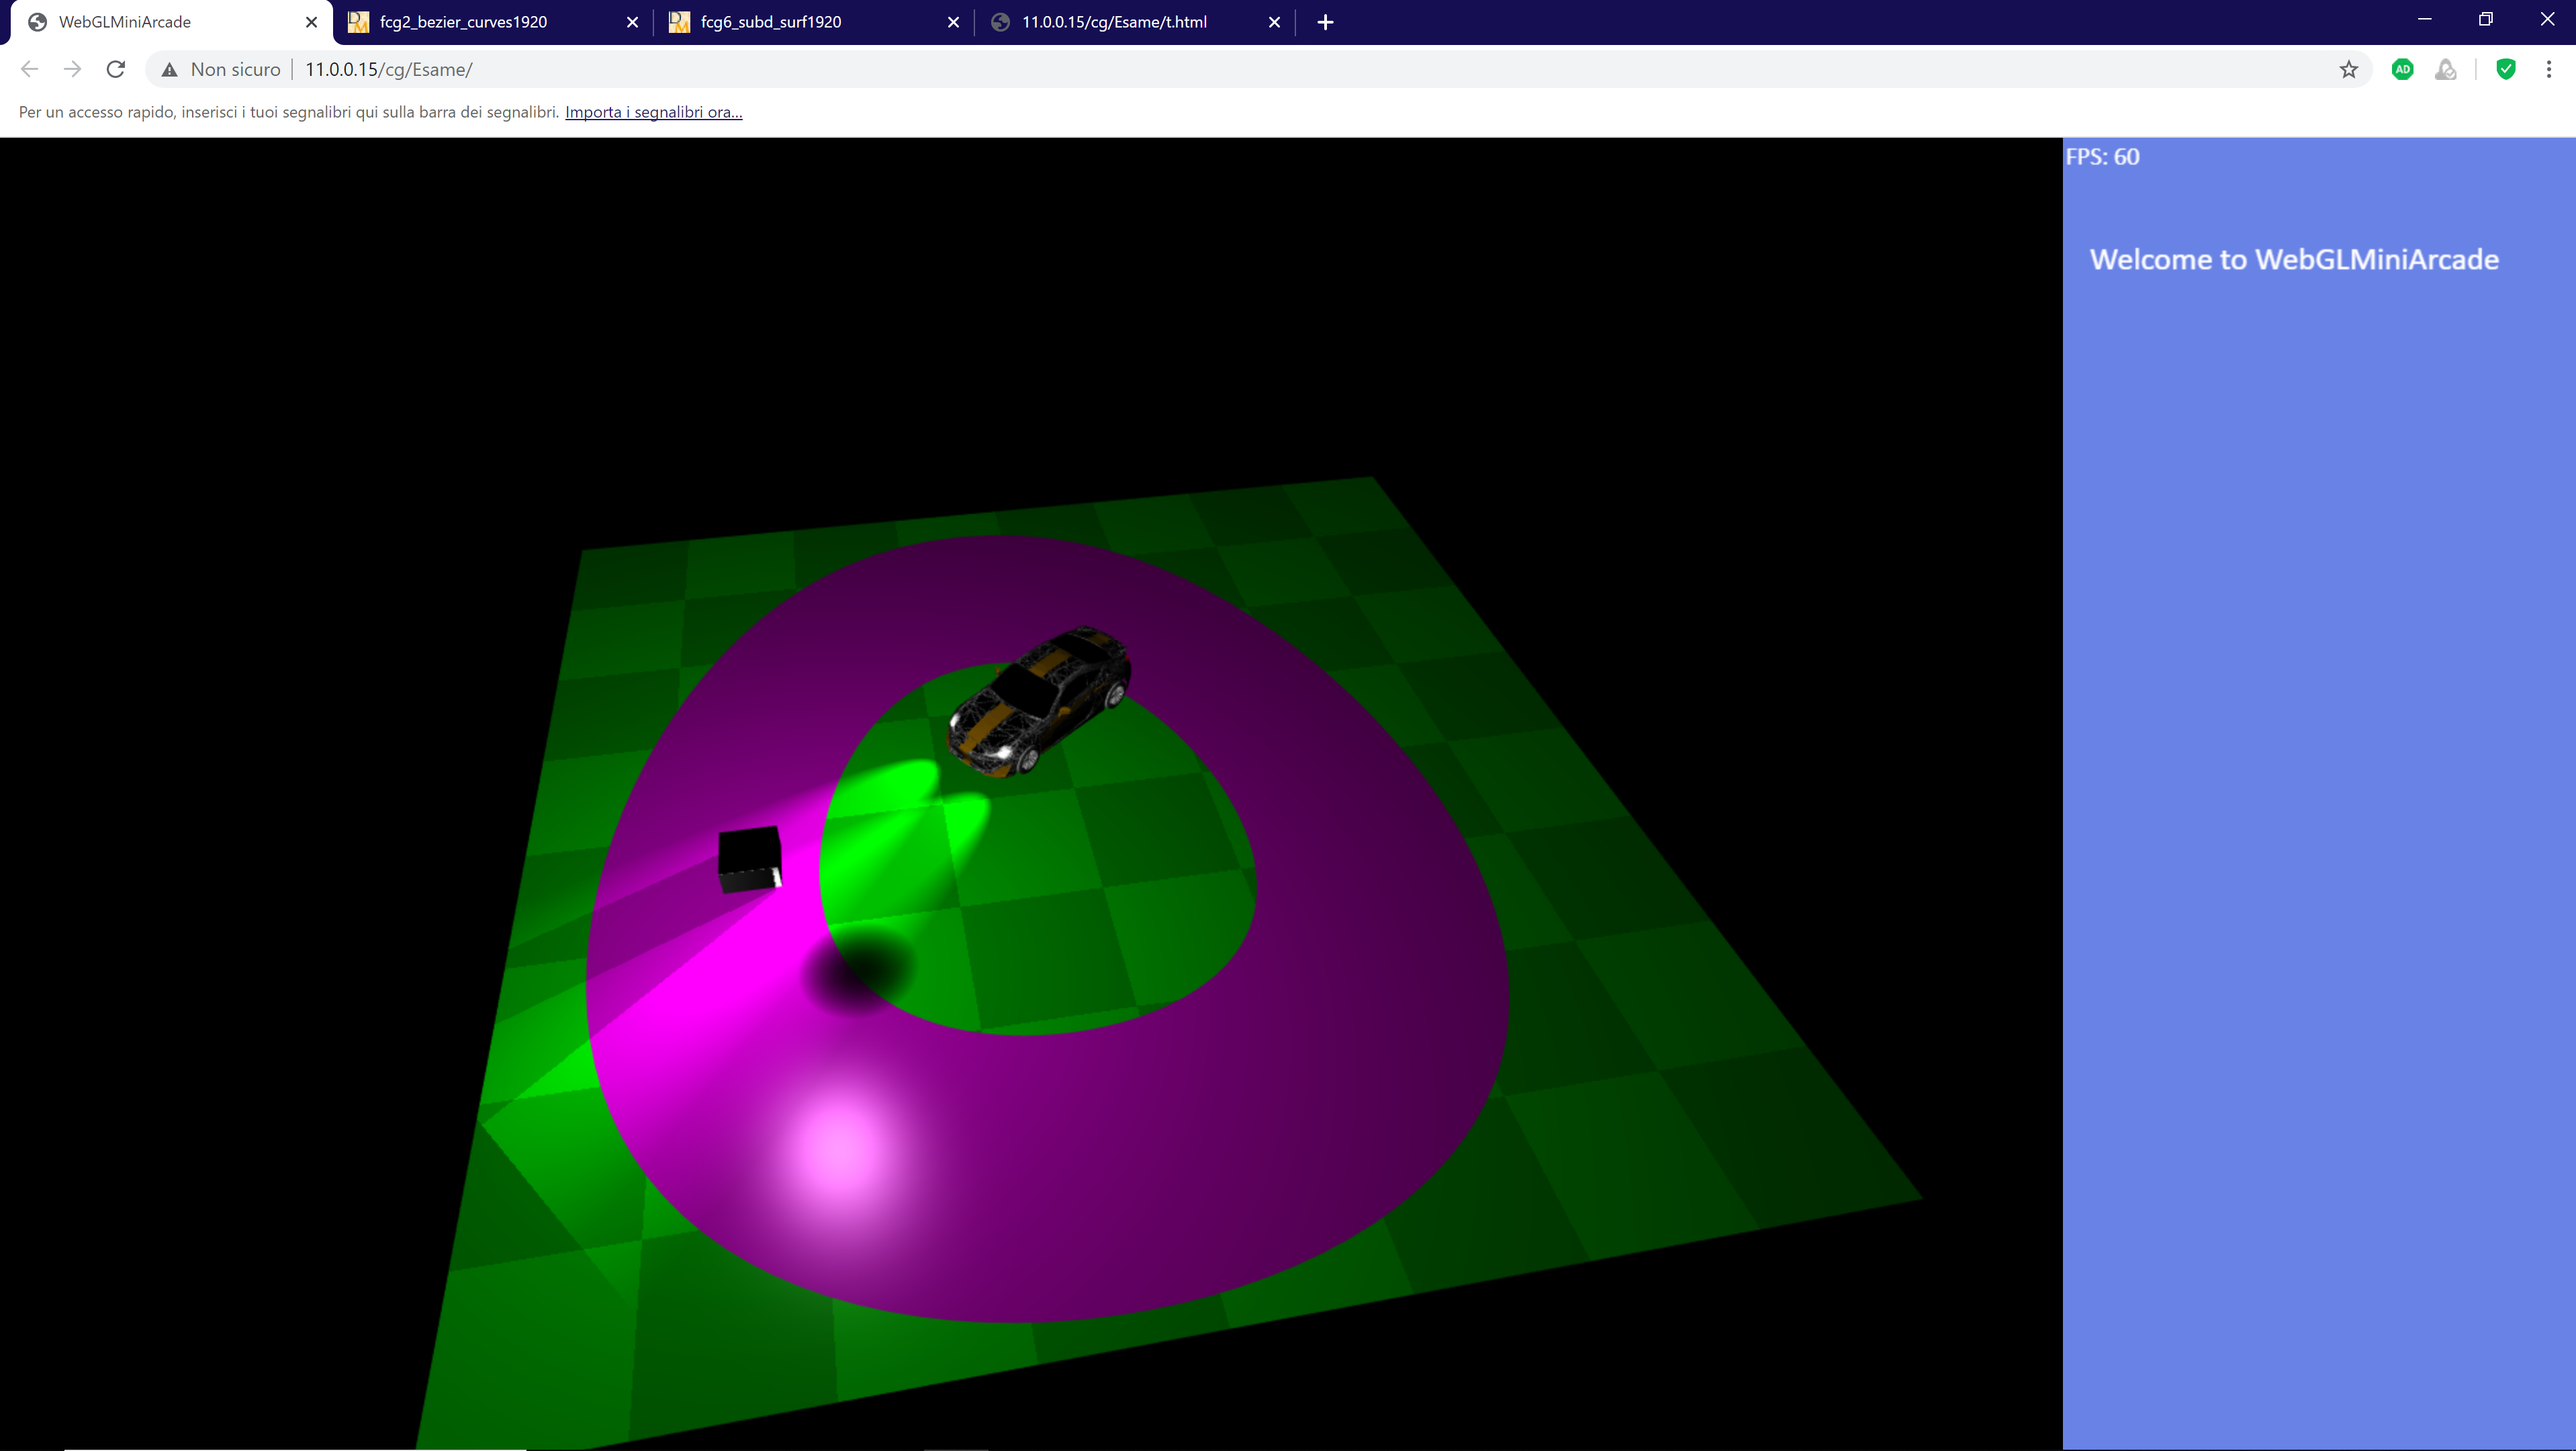 WebGLMiniArcade
fcg2_bezier_curves1920
fcg6_subd_surf1920
11.0.0.15/cg/Esame/t.html
Non sicuro
11.0.0.15/cg/Esame/
AD
Per un accesso rapido, inserisci i tuoi segnalibri qui sulla barra dei segnalibri. Importa i segnalibri ora...
FPS: 60
Welcome to WebGLMiniArcade